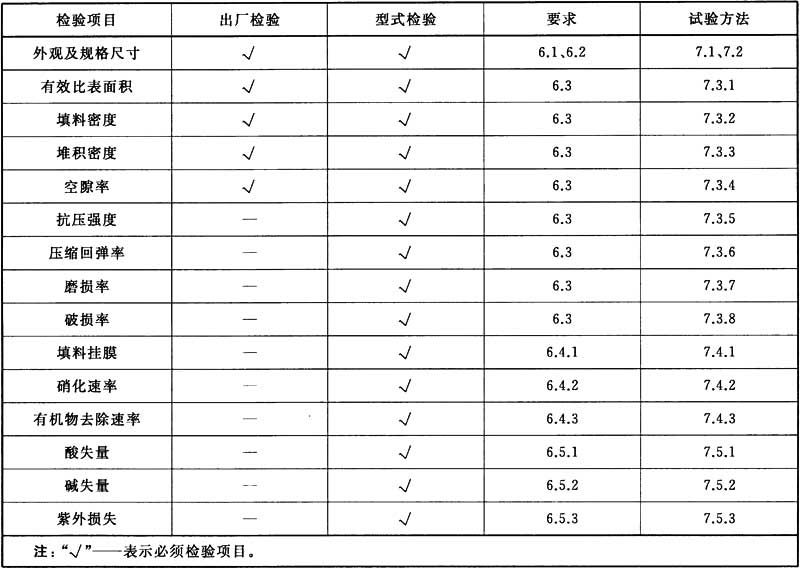 检验项目 出厂检验 型式检验 要求 试验方法
外观及规格尺寸 √ √ 6.1、6.2 7.1、7.2
有效比表面积 √ √ 6.3 7.3.1
填料密度 √ √ 6.3 7.3.2
堆积密度 √ √ 6.3 7.3.3
空隙率 √ √ 6.3 7.3.4
抗压强度 — √ 6.3 7.3.5
压缩回弹率 — √ 6.3 7.3.6
磨损率 — √ 6.3 7.3.7
破损率 — √ 6.3 7.3.8
填料挂膜 — √ 6.4.1 7.4.1
硝化速率 — √ 6.4.2 7.4.2
有机物去除速率 — √ 6.4.3 7.4.3
酸失量 — √ 6.5.1 7.5.1
碱失量 — √ 6.5.2 7.5.2
紫外损失 — √ 6.5.3 7.5.3
注：“√”——表示必须检验项目。